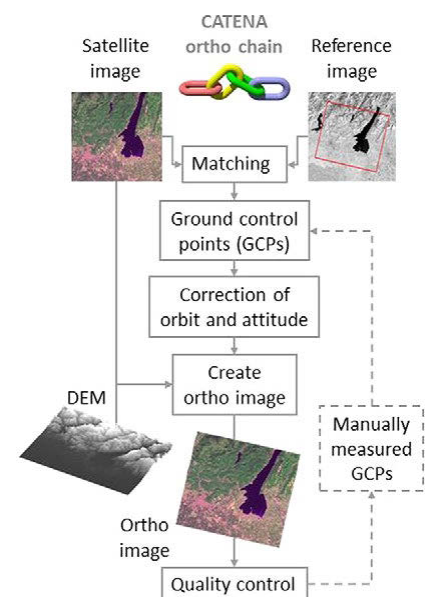 CATENA
ortho chain
Satellite
image
Reference
image
Matching
Ground control
points (GCPs)
Correction of
orbit and attitude
Create
ortho image
DEM
Manually
measured
GCPs
Ortho
image
Quality control